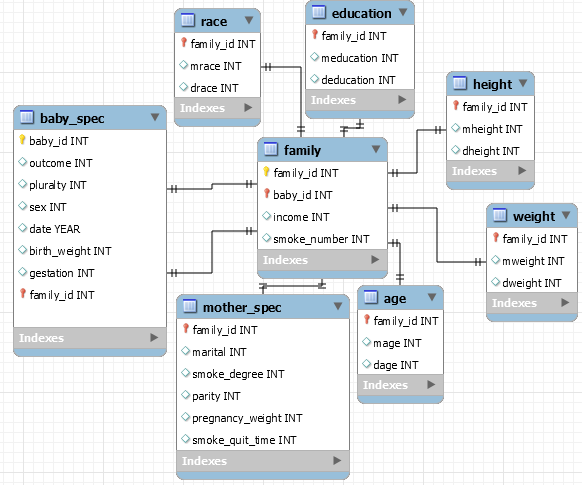 race
family_id INT
mrace INT
drace INT
Indexes
education
family_id INT
meducation INT
deducation INT
Indexes
height
family_id INT
mheight INT
dheight INT
Indexes
baby_spec
baby_id INT
outcome INT
pluralty INT
sex INT
date YEAR
birth_weight INT
gestation INT
family_id INT
Indexes
family
family_id INT
baby_id INT
income INT
smoke_number INT
Indexes
weight
family_id INT
mweight INT
dweight INT
Indexes
mother_spec
family_id INT
marital INT
smoke_degree INT
parity INT
pregnancy_weight INT
smoke_quit_time INT
Indexes
age
family_id INT
mage INT
dage INT
Indexes